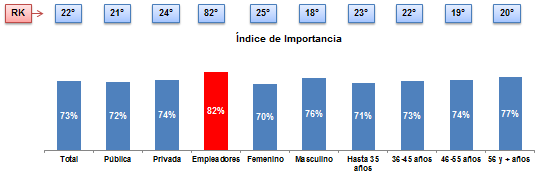 RK 22° 21° 24° 82° 25° 18° 23° 22° 19° 20°
Índice de Importancia
73% 72% 74% 82% 70% 76% 71% 73% 74% 77%
Total Pública Privada Empleadores Femenino Masculino Hasta 35 años 36-45 años 46-55 años 56 y + años